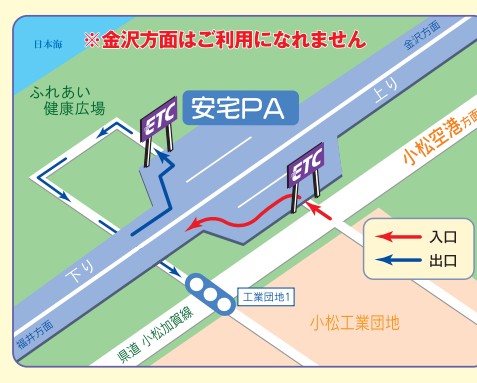 日本海
※金沢方面はご利用になれません
金沢方面
ふれあい
健康広場
ETC
安宅PA
上り
小松空港方面
ETC
入口
出口
下り
工業団地1
小松工業団地
福井方面
県道 小松加賀線